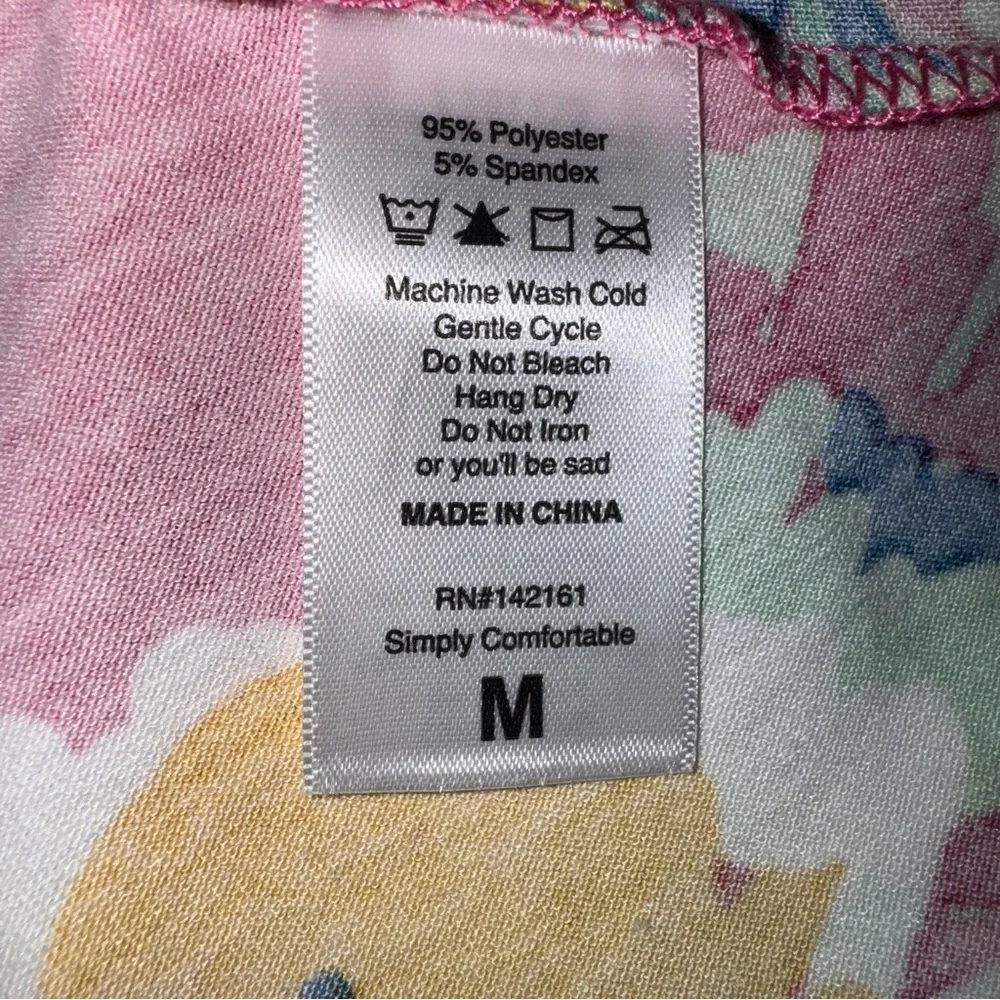 95% Polyester
5% Spandex
Machine Wash Cold
Gentle Cycle
Do Not Bleach
Hang Dry
Do Not Iron
or you'll be sad
MADE IN CHINA
RN#142161
Simply Comfortable
M